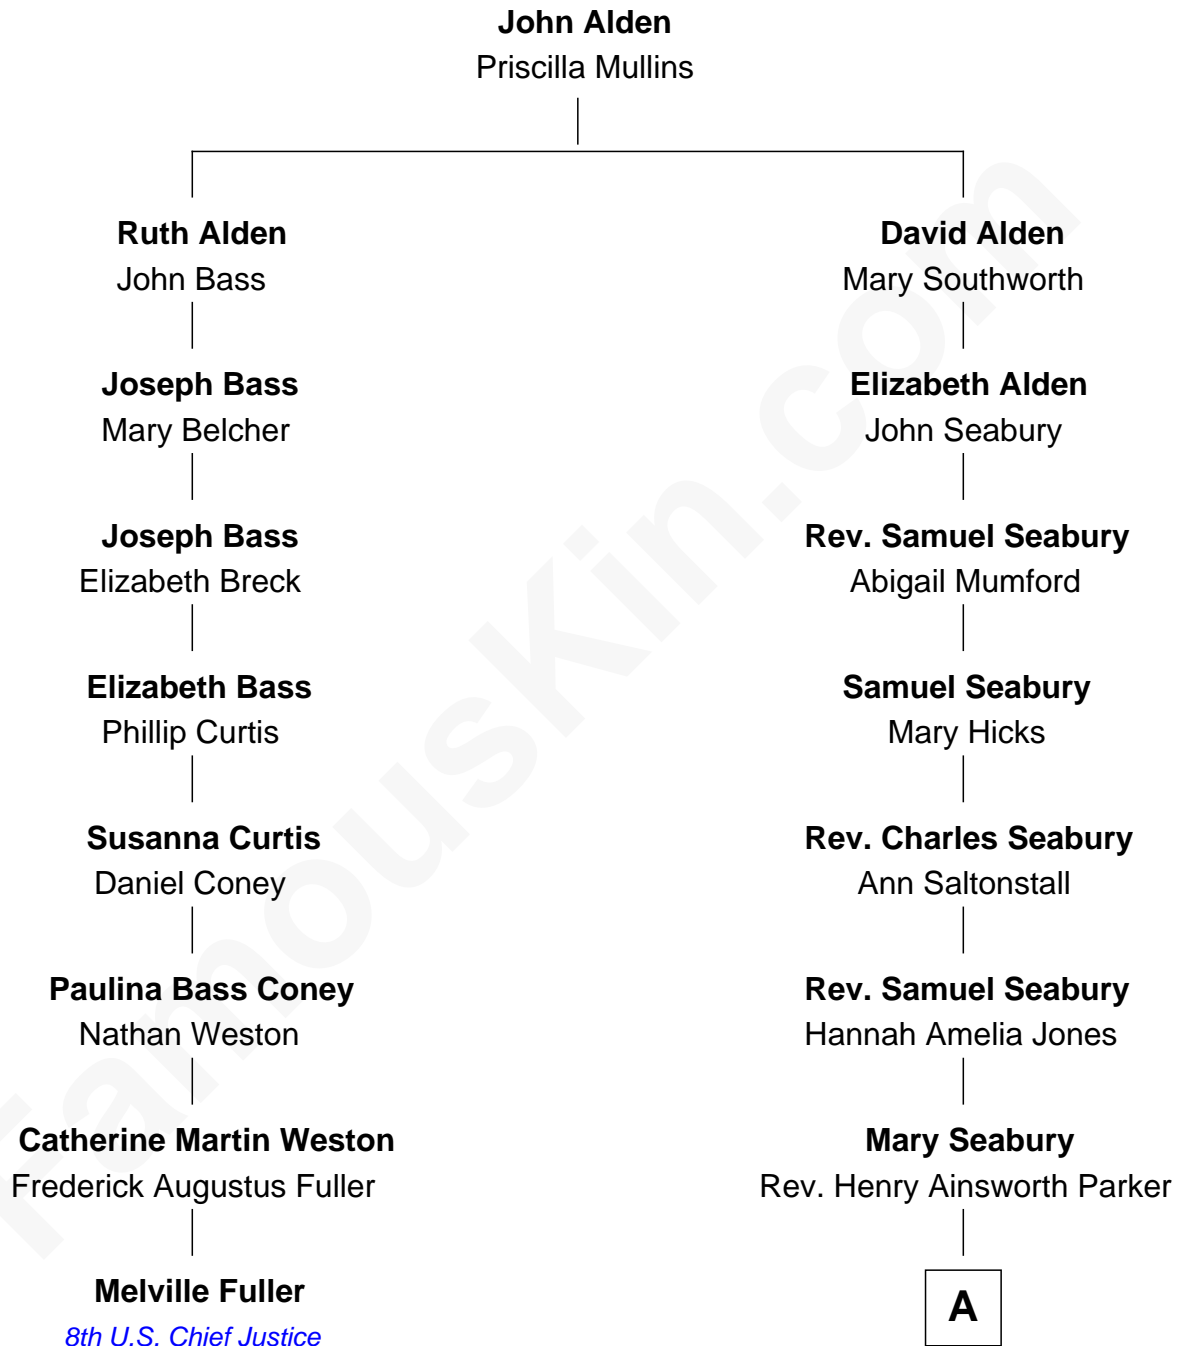 John Alden
Priscilla Mullins
Ruth Alden
John Bass
David Alden
Mary Southworth
Joseph Bass
Mary Belcher
Elizabeth Alden
John Seabury
Joseph Bass
Elizabeth Breck
Rev. Samuel Seabury
Abigail Mumford
Elizabeth Bass
Phillip Curtis
Samuel Seabury
Mary Hicks
Susanna Curtis
Daniel Coney
Rev. Charles Seabury
Ann Saltonstall
Paulina Bass Coney
Nathan Weston
Rev. Samuel Seabury
Hannah Amelia Jones
Catherine Martin Weston
Frederick Augustus Fuller
Mary Seabury
Rev. Henry Ainsworth Parker
Melville Fuller
8th U.S. Chief Justice
A
FamousKin.com